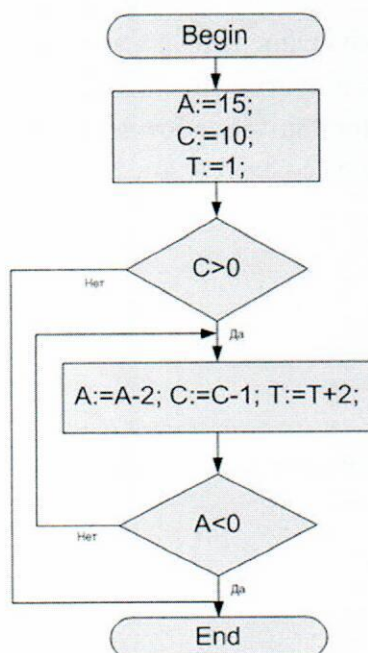 Begin
A:=15;
C:=10;
T:=1;
C>0
Нет
Да
A:=A-2; C:=C-1; T:=T+2;
A<0
Нет
Да
End